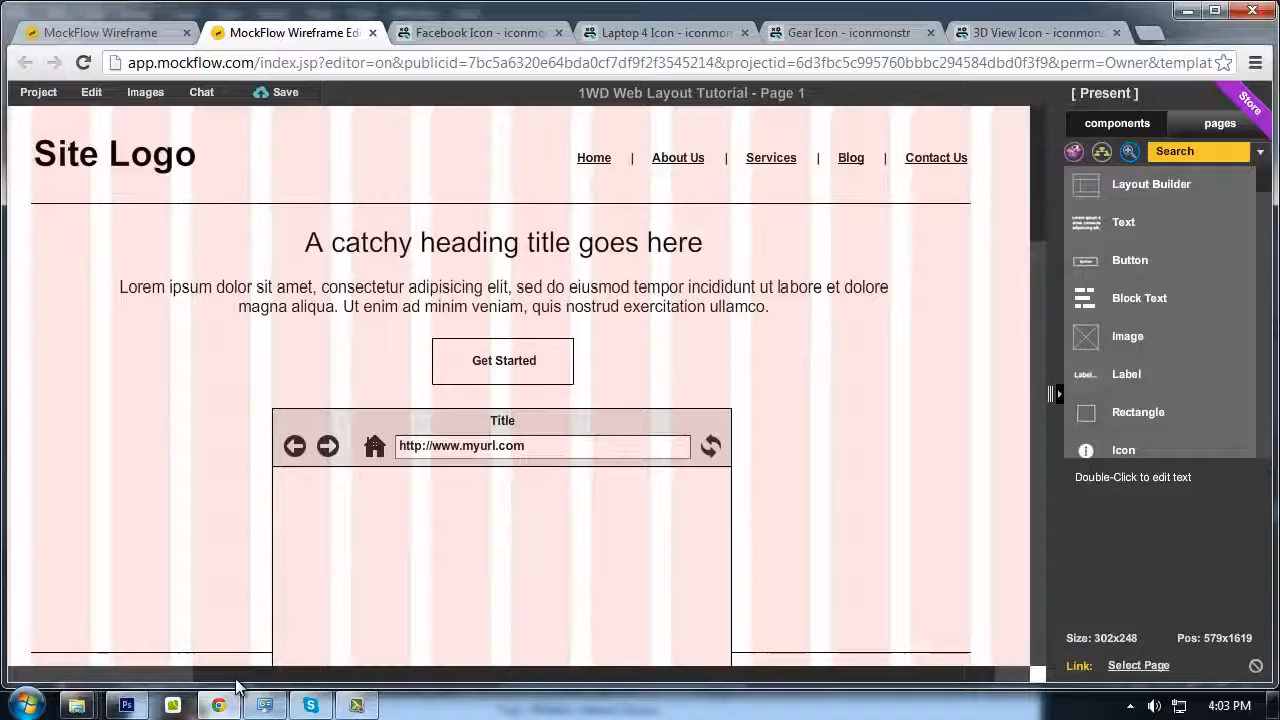 MockFlow Wireframe
MockFlow Wireframe Edi
Facebook Icon - iconmo
Laptop 4 Icon - iconmon
Gear Icon - iconmonstr
3D View Icon - iconmons
app.mockflow.com/index.jsp?editor=on&publicid=7bc5a6320e64bda0cf7df9f2f3545214&projectid=6d3fbc5c995760bbbc294584dbd0f3f9&perm=Owner&templat
Project Edit Images Chat Save 1WD Web Layout Tutorial - Page 1 [ Present ]
Store
components pages
Search
Site Logo
Home | About Us | Services | Blog | Contact Us
A catchy heading title goes here
Lorem ipsum dolor sit amet, consectetur adipisicing elit, sed do eiusmod tempor incididunt ut labore et dolore
magna aliqua. Ut enim ad minim veniam, quis nostrud exercitation ullamco.
Get Started
Title
http://www.myurl.com
Layout Builder
Text
Button
Block Text
Image
Label... Label
Rectangle
Icon
Double-Click to edit text
Size: 302x248 Pos: 579x1619
Link: Select Page
Ps
4:03 PM